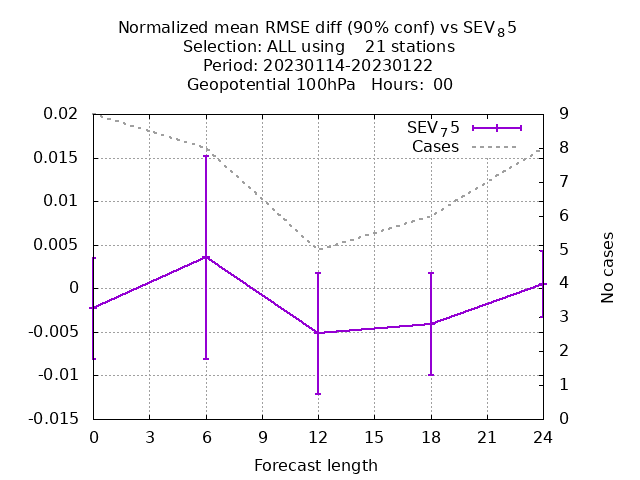 Normalized mean RMSE diff (90% conf) vs SEV₈5
Selection: ALL using    21 stations
Period: 20230114-20230122
Geopotential 100hPa   Hours:  00
SEV₇5
Cases
0.02
0.015
0.01
0.005
0
-0.005
-0.01
-0.015
9
8
7
6
5
4
3
2
1
0
No cases
0 3 6 9 12 15 18 21 24
Forecast length